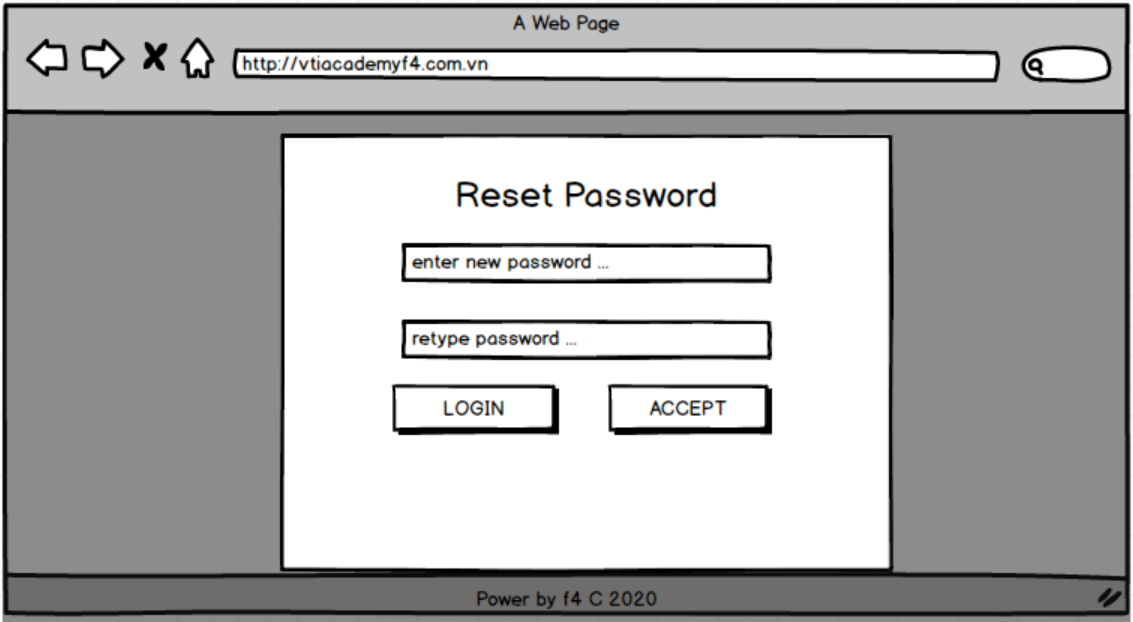 A Web Page
http://vtiacademyf4.com.vn
Reset Password
enter new password ...
retype password ...
LOGIN ACCEPT
Power by f4 C 2020